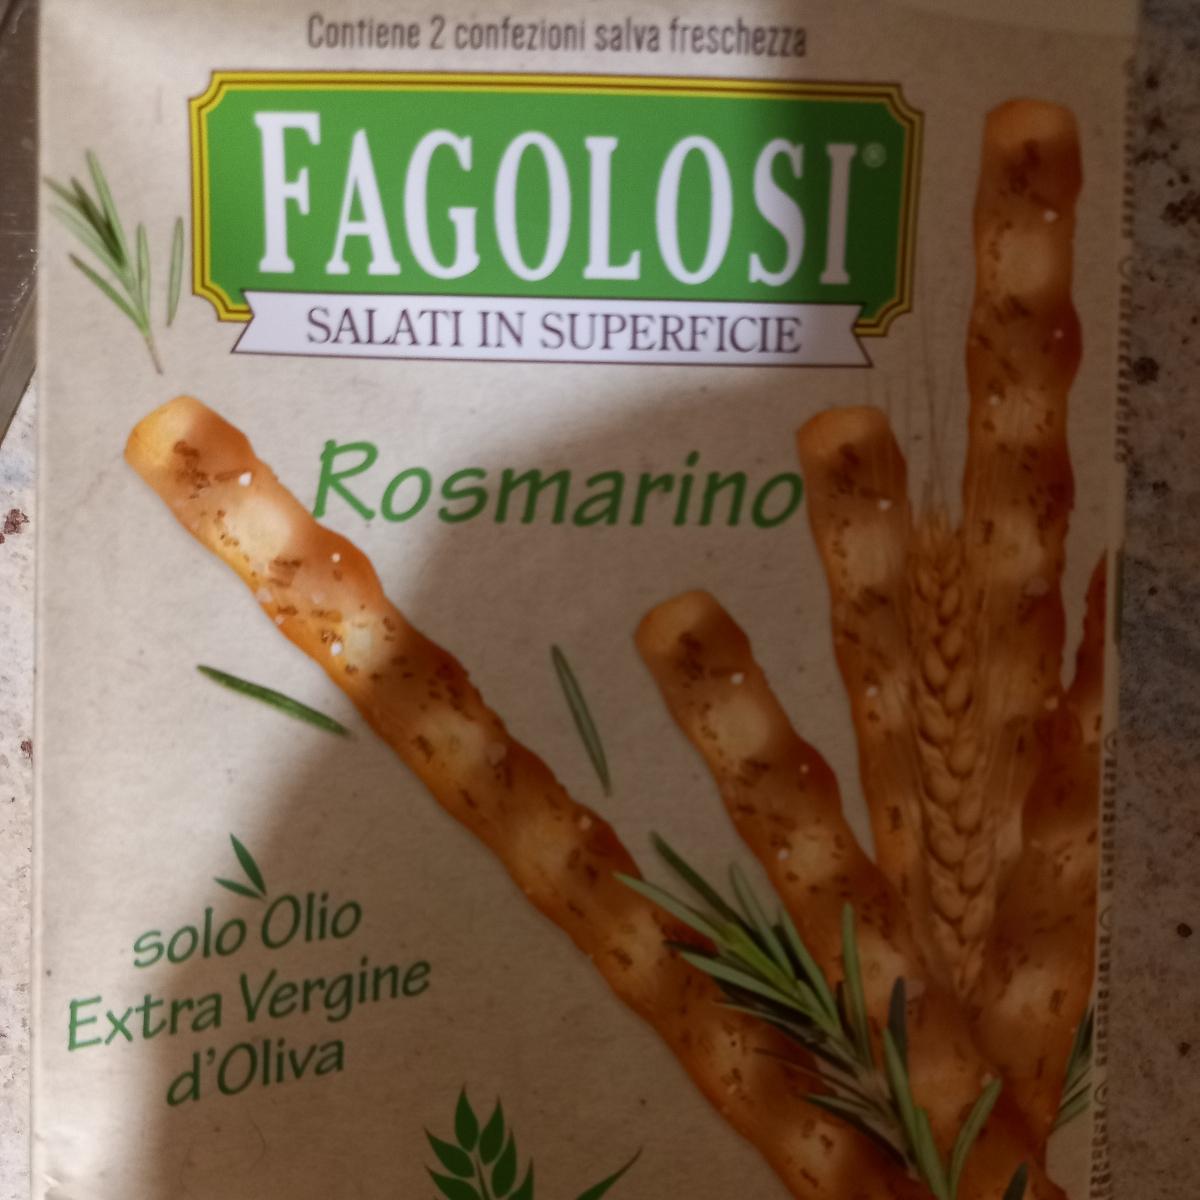 Contiene 2 confezioni salva freschezza
FAGOLOSI®
SALATI IN SUPERFICIE
Rosmarino
solo Olio
Extra Vergine
d'Oliva